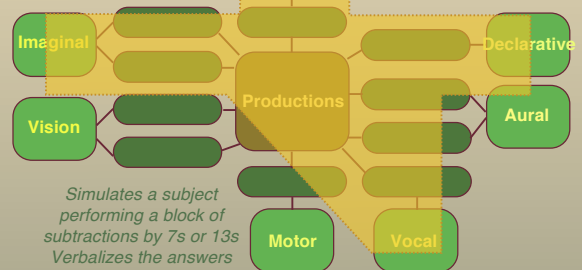 Imaginal
Declarative
Productions
Vision
Aural
Simulates a subject
performing a block of
subtractions by 7s or 13s
Verbalizes the answers
Motor
Vocal